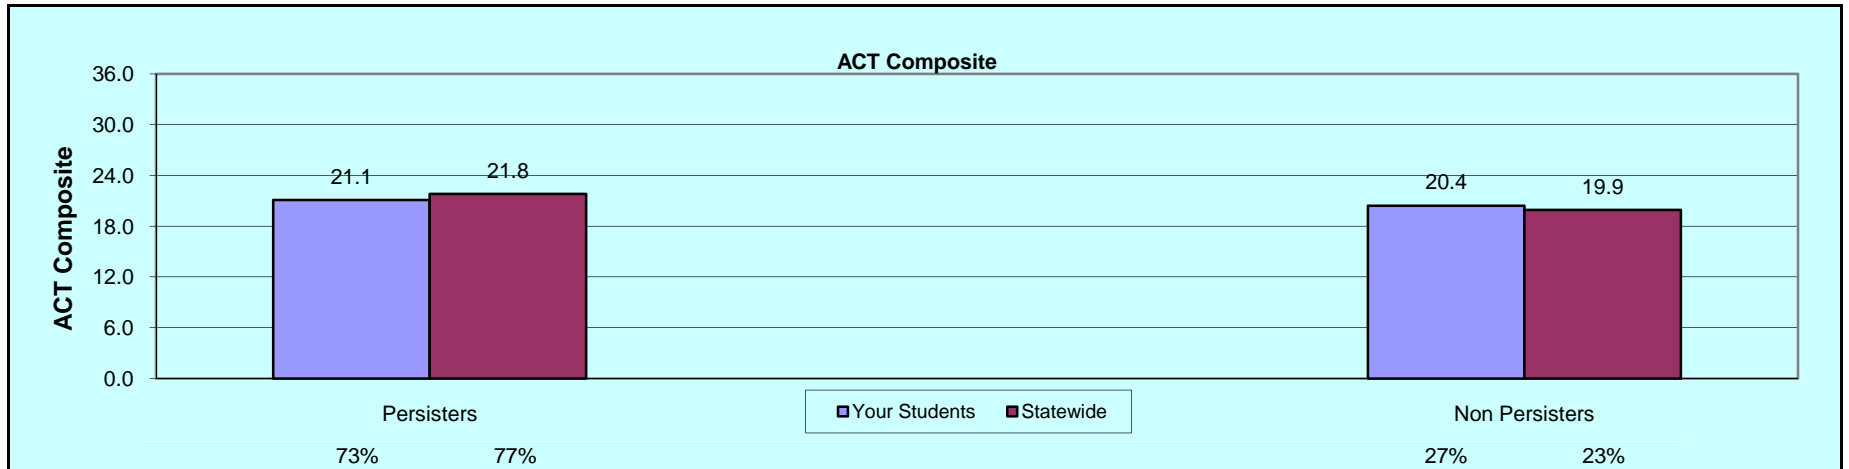 ACT Composite
ACT Composite
36.0
30.0
24.0
18.0
12.0
6.0
0.0
21.1
21.8
20.4
19.9
Persisters
Your Students Statewide
Non Persisters
73% 77% 27% 23%